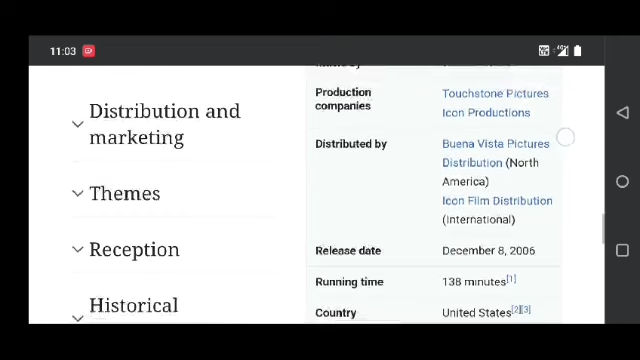 11:03
Distribution and
marketing
Themes
Reception
Historical
Production
companies
Touchstone Pictures
Icon Productions
Distributed by
Buena Vista Pictures
Distribution (North
America)
Icon Film Distribution
(International)
Release date
December 8, 2006
Running time
138 minutes[1]
Country
United States[2][3]